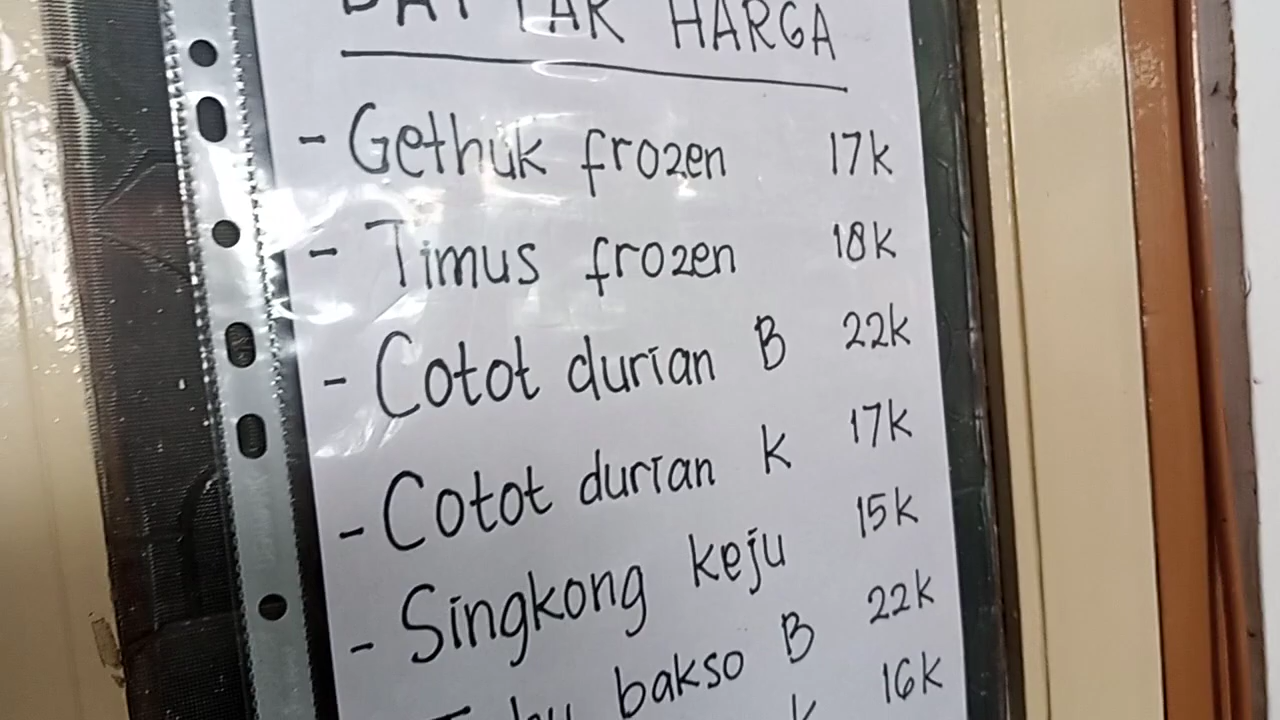 DAFTAR HARGA
- Gethuk frozen 17k
- Timus frozen 18k
- Cotot durian B 22k
- Cotot durian K 17k
- Singkong keju 15k
bakso B 22k
K 16k